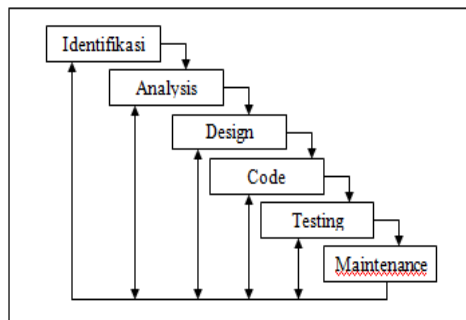 Identifikasi
Analysis
Design
Code
Testing
Maintenance